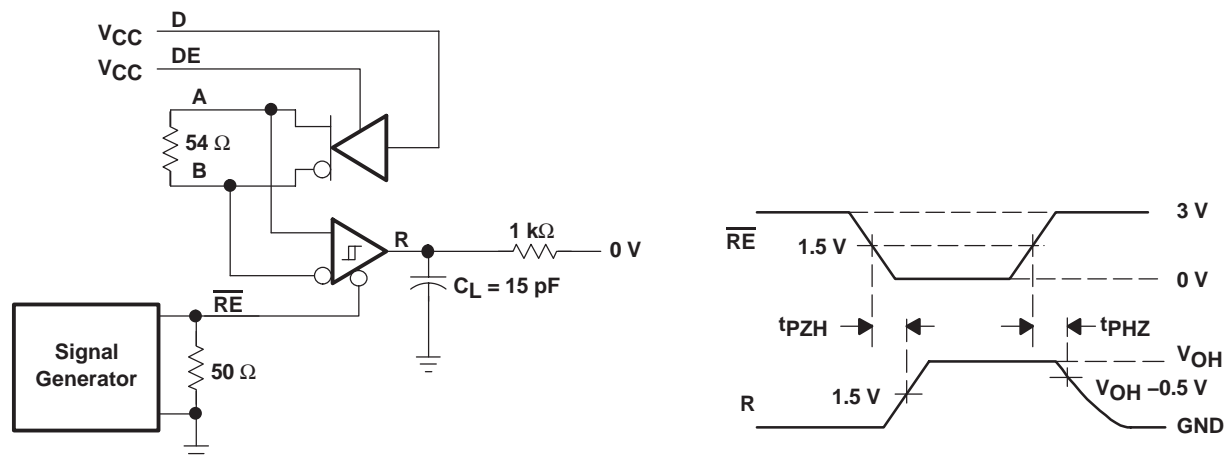 D
VCC
DE
VCC
A
54 Ω
B
R
1 kΩ
0 V
CL = 15 pF
RE
Signal
Generator
50 Ω
3 V
RE
1.5 V
0 V
tPZH
tPHZ
VOH
VOH –0.5 V
1.5 V
R
GND